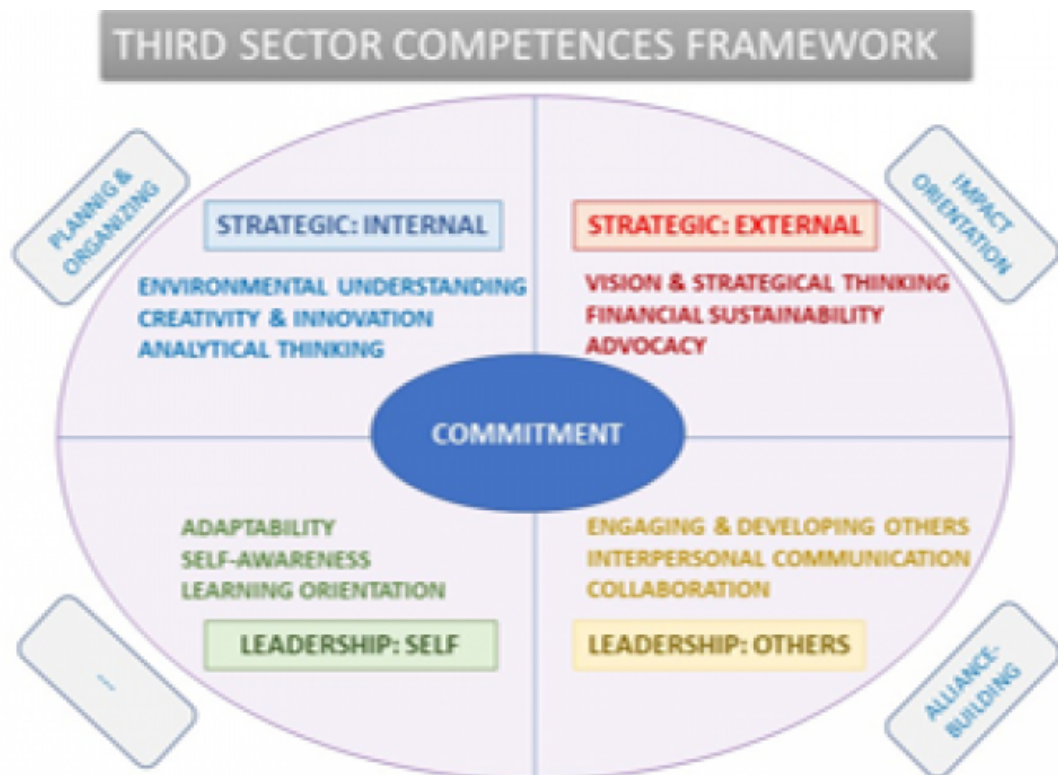 THIRD SECTOR COMPETENCES FRAMEWORK
PLANNIG &
ORGANIZING
IMPACT
ORIENTATION
STRATEGIC: INTERNAL
STRATEGIC: EXTERNAL
ENVIRONMENTAL UNDERSTANDING
CREATIVITY & INNOVATION
ANALYTICAL THINKING
VISION & STRATEGICAL THINKING
FINANCIAL SUSTAINABILITY
ADVOCACY
COMMITMENT
ADAPTABILITY
SELF-AWARENESS
LEARNING ORIENTATION
ENGAGING & DEVELOPING OTHERS
INTERPERSONAL COMMUNICATION
COLLABORATION
LEADERSHIP: SELF
LEADERSHIP: OTHERS
...
ALLIANCE-
BUILDING